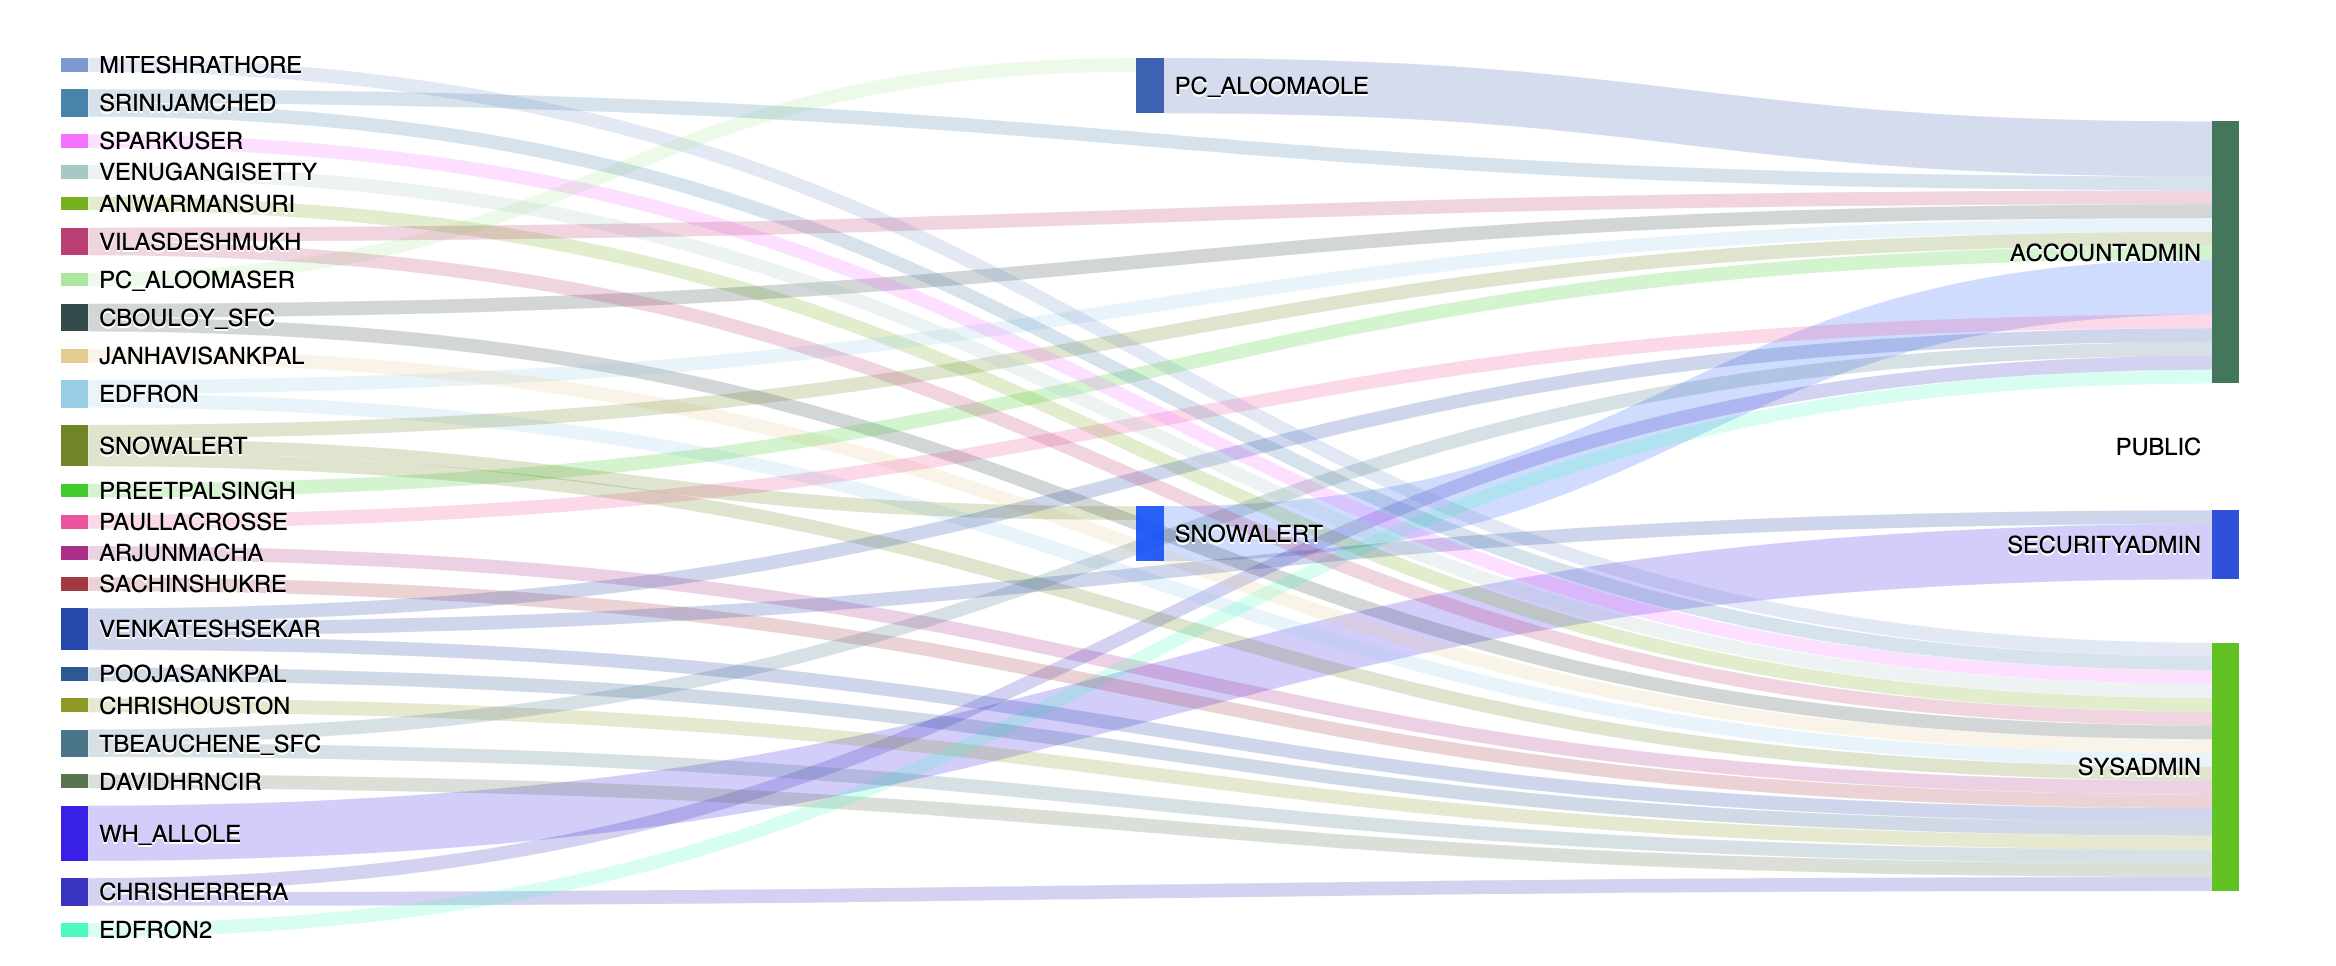 MITESHRATHORE
SRINIJAMCHED
SPARKUSER
VENUGANGISETTY
ANWARMANSURI
VILASDESHMUKH
PC_ALOOMASER
CBOULOY_SFC
JANHAVISANKPAL
EDFRON
SNOWALERT
PREETPALSINGH
PAULLACROSSE
ARJUNMACHA
SACHINSHUKRE
VENKATESHSEKAR
POOJASANKPAL
CHRISHOUSTON
TBEAUCHENE_SFC
DAVIDHRNCIR
WH_ALLOLE
CHRISHERRERA
EDFRON2
PC_ALOOMAOLE
SNOWALERT
ACCOUNTADMIN
PUBLIC
SECURITYADMIN
SYSADMIN